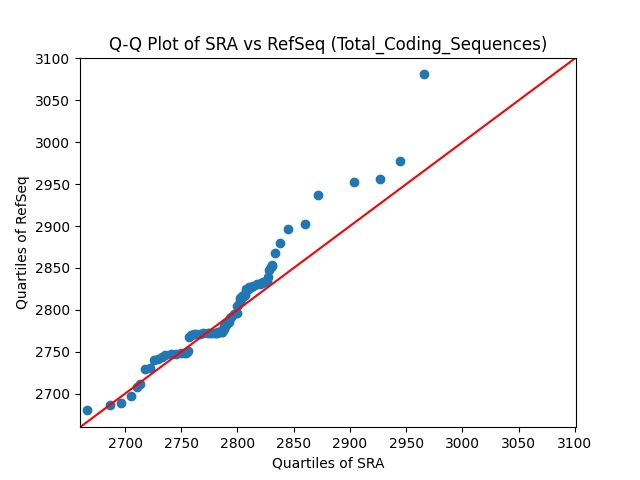 Q-Q Plot of SRA vs RefSeq (Total_Coding_Sequences)
3100
3050
3000
2950
2900
2850
2800
2750
2700
Quartiles of RefSeq
2700 2750 2800 2850 2900 2950 3000 3050 3100
Quartiles of SRA